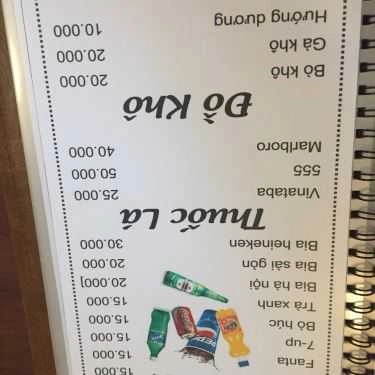 15.000
Fanta 15.000
7-up 15.000
Bò húc 15.000
Trà xanh 15.000
Bia hà nội 20.000]
Bia sài gòn 20.000
Bia heineken 30.000
Thuốc Lá
Vinataba 25.000
555 50.000
Marlboro 40.000
Đồ Khô
Bò khô 20.000
Gà khô 20.000
Hướng dương 10.000